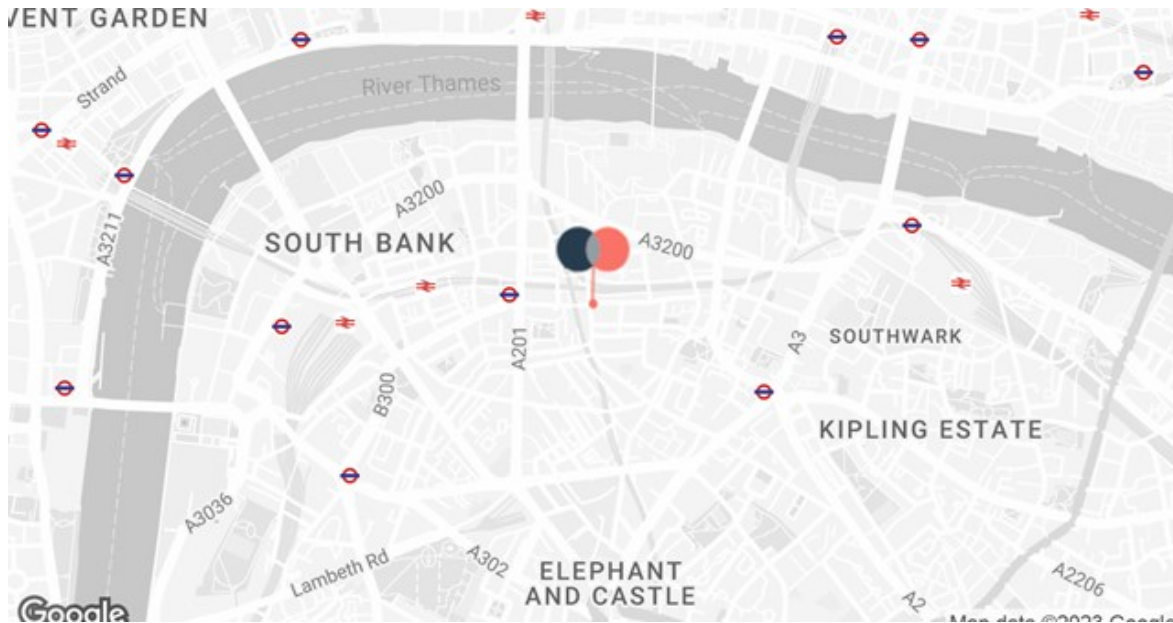 VENT GARDEN
Strand
River Thames
A3211
A3200
SOUTH BANK
A3200
A201
A3
SOUTHWARK
B300
KIPLING ESTATE
A3036
Lambeth Rd
A302
ELEPHANT
AND CASTLE
A2
A2206
Google
Map data ©2023 Google